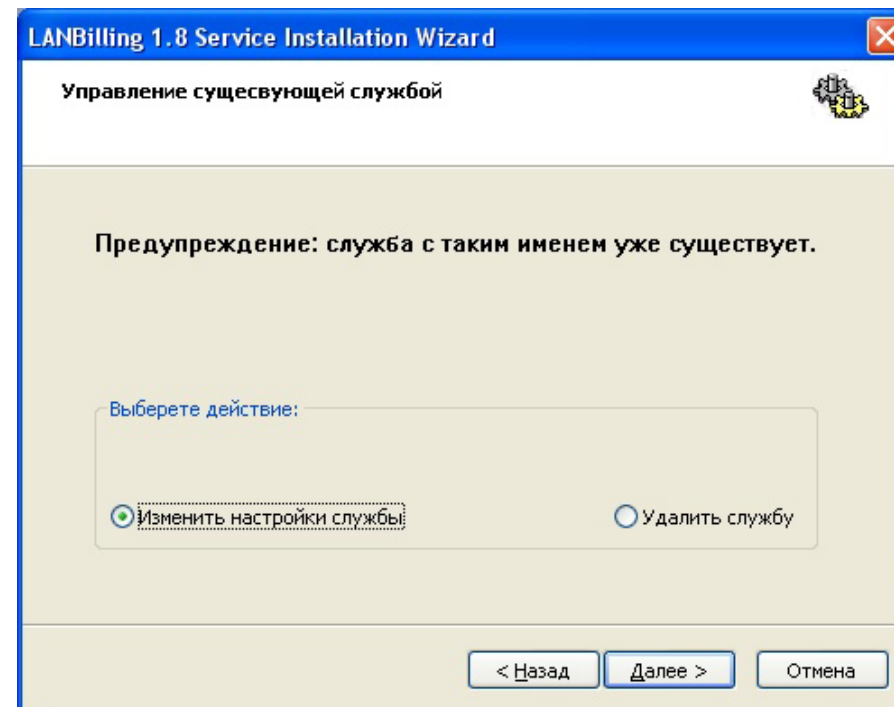 LANBilling 1.8 Service Installation Wizard
Управление сущесвующей службой
Предупреждение: служба с таким именем уже существует.
Выберете действие:
Изменить настройки службы
Удалить службу
< Назад
Далее >
Отмена